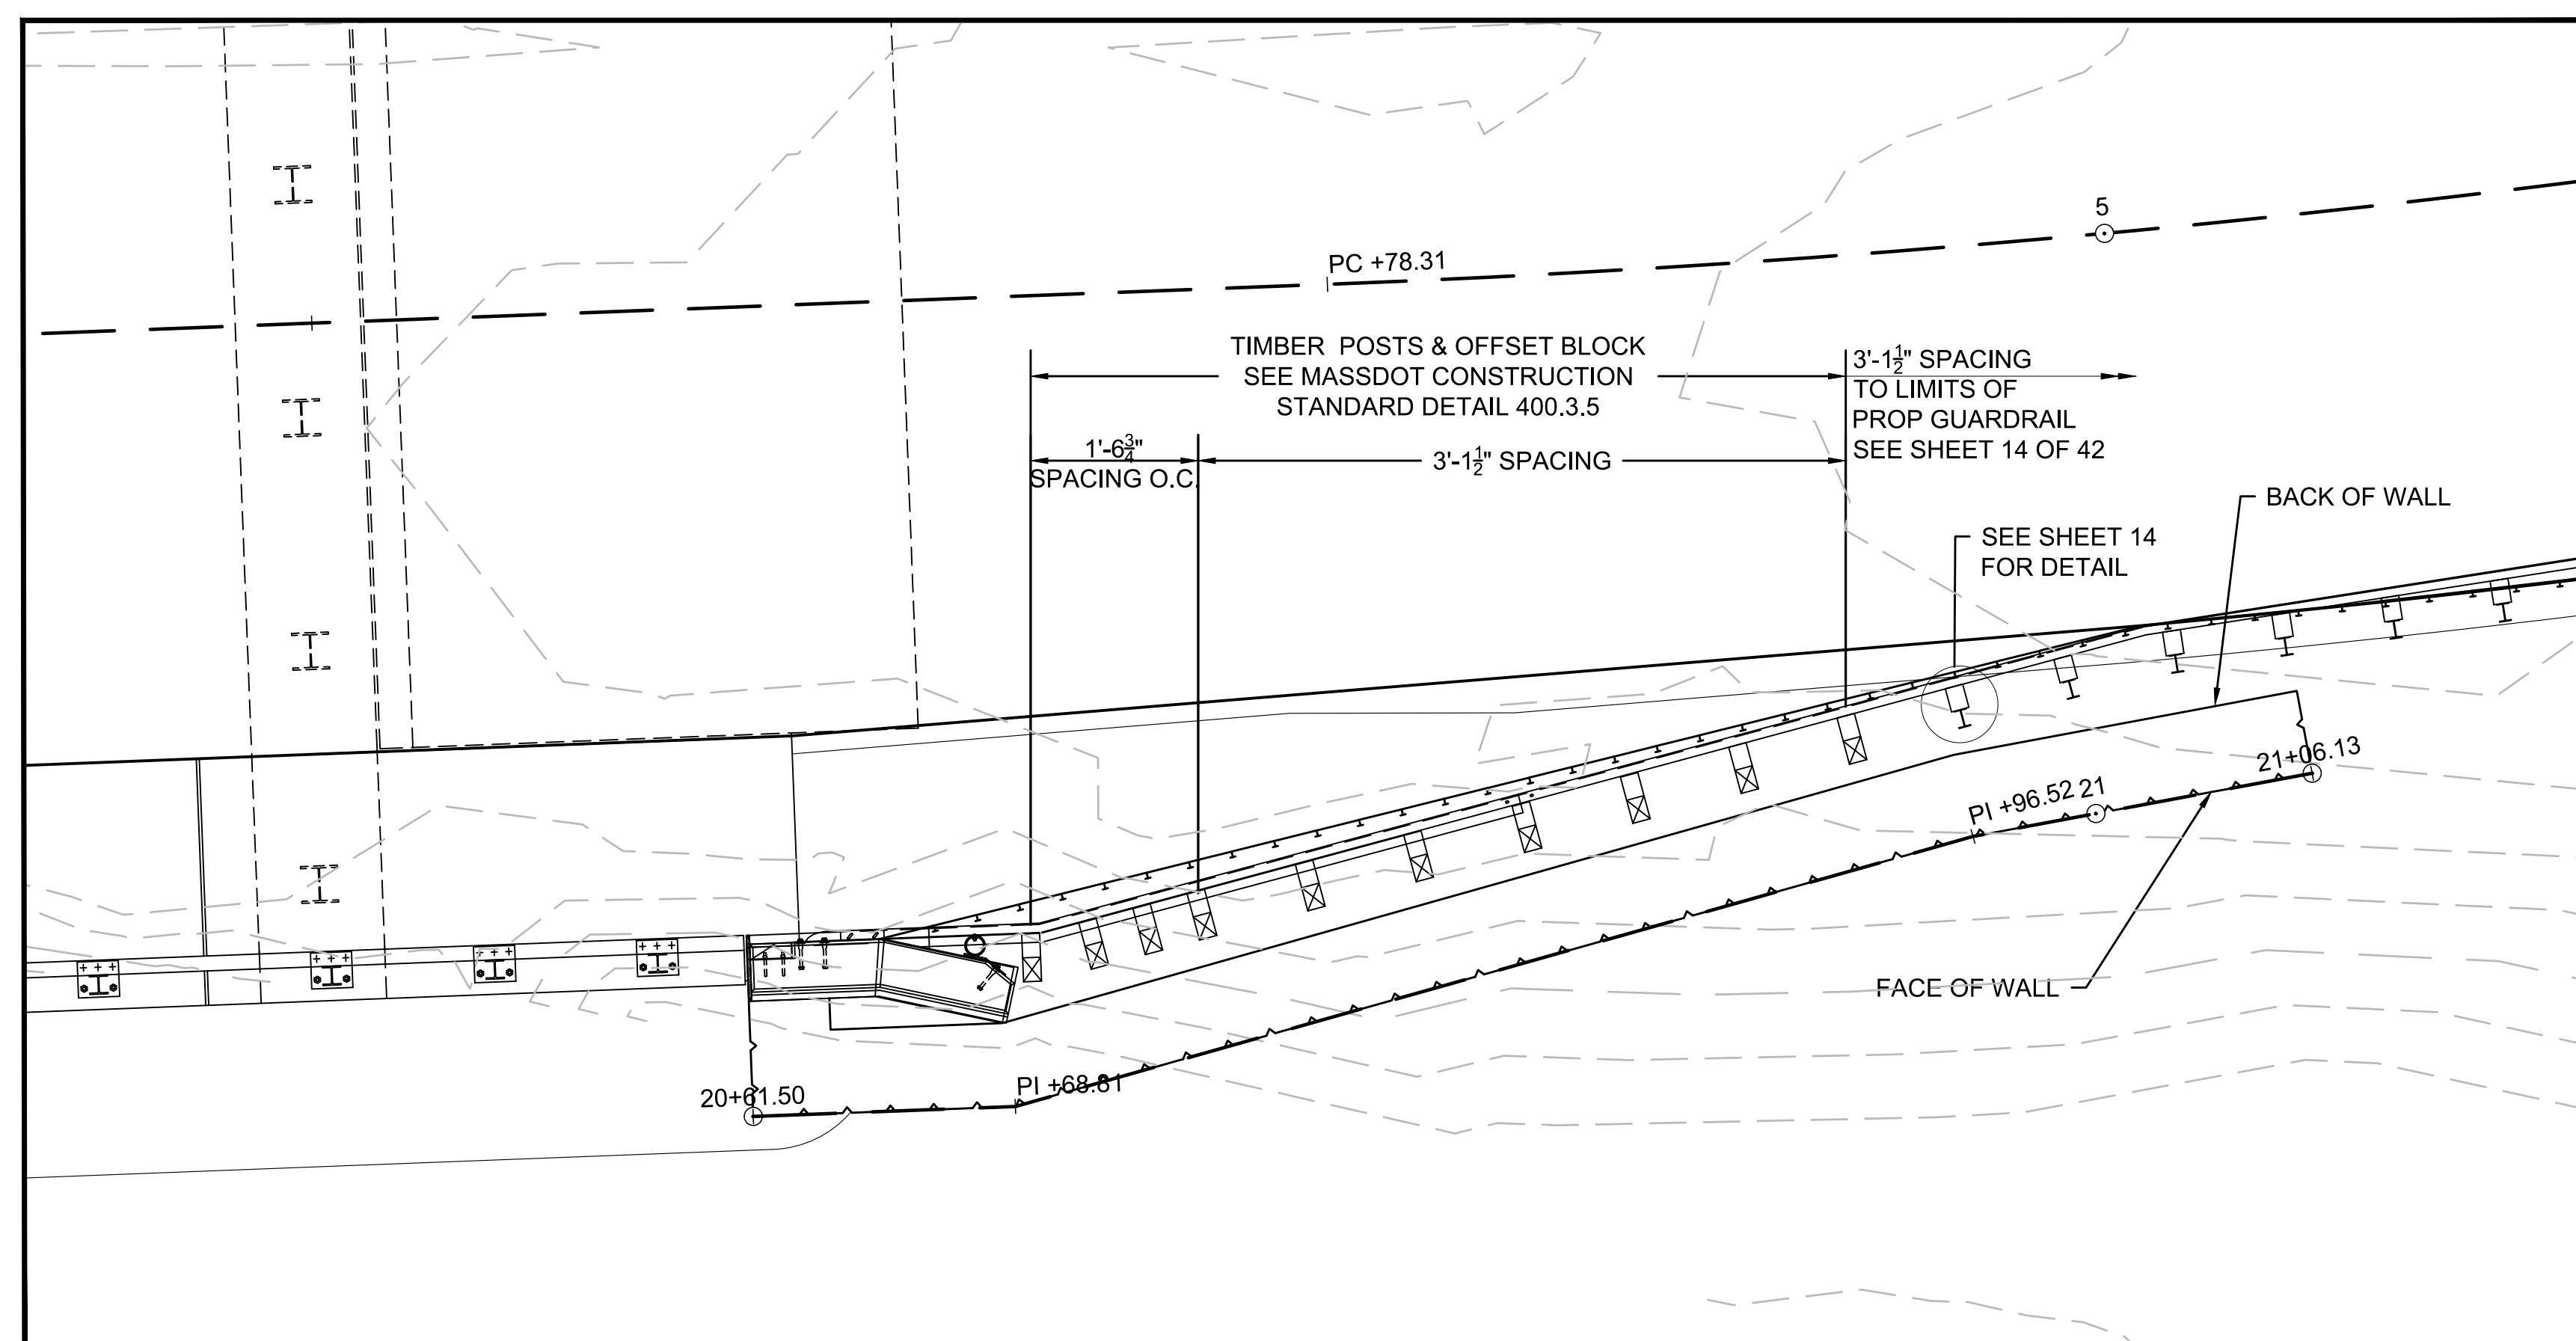 5
PC +78.31
TIMBER POSTS & OFFSET BLOCK
SEE MASSDOT CONSTRUCTION
STANDARD DETAIL 400.3.5
3'-1½" SPACING
TO LIMITS OF
PROP GUARDRAIL
SEE SHEET 14 OF 42
1'-6¾"
SPACING O.C.
3'-1½" SPACING
BACK OF WALL
SEE SHEET 14
FOR DETAIL
21+06.13
PI +96.52
21
FACE OF WALL
PI +68.81
20+61.50